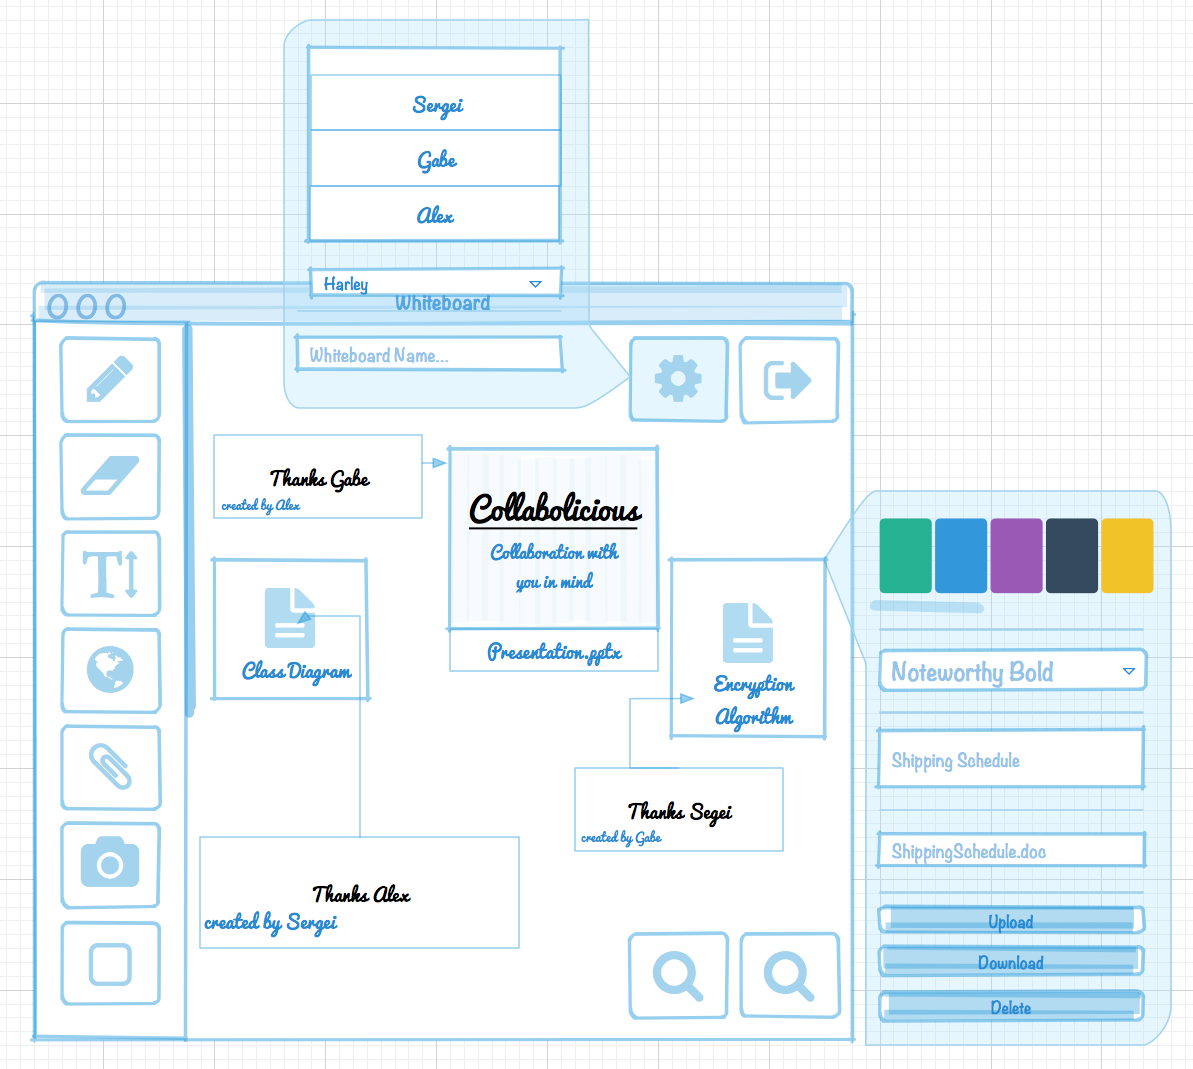 Sergei
Gabe
Alex
Harley
Whiteboard
Whiteboard Name...
Thanks Gabe
created by Alex
Collabolicious
Collaboration with
you in mind
Presentation.pptx
Class Diagram
Encryption
Algorithm
Thanks Segei
created by Gabe
Thanks Alex
created by Sergei
Noteworthy Bold
Shipping Schedule
ShippingSchedule.doc
Upload
Download
Delete